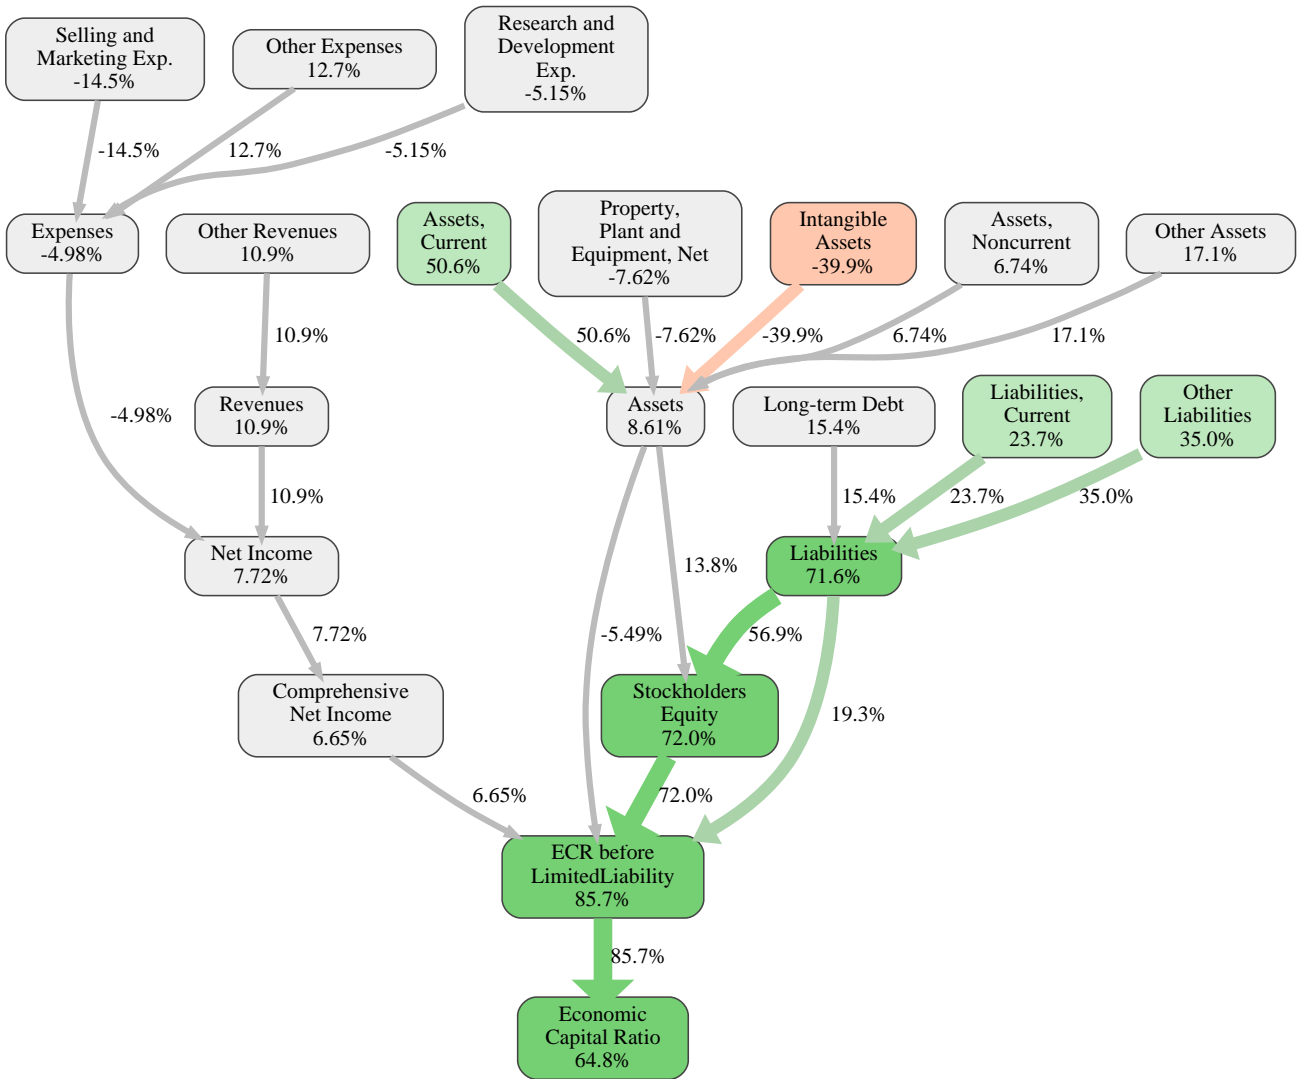 Selling and
Marketing Exp.
-14.5%
Other Expenses
12.7%
Research and
Development
Exp.
-5.15%
-14.5%
12.7%
-5.15%
Expenses
-4.98%
Other Revenues
10.9%
Assets,
Current
50.6%
Property,
Plant and
Equipment, Net
-7.62%
Intangible
Assets
-39.9%
Assets,
Noncurrent
6.74%
Other Assets
17.1%
10.9%
50.6%
-7.62%
-39.9%
6.74%
17.1%
-4.98%
Revenues
10.9%
Assets
8.61%
Long-term Debt
15.4%
Liabilities,
Current
23.7%
Other
Liabilities
35.0%
10.9%
15.4%
23.7%
35.0%
Net Income
7.72%
13.8%
Liabilities
71.6%
7.72%
-5.49%
56.9%
Comprehensive
Net Income
6.65%
Stockholders
Equity
72.0%
19.3%
6.65%
72.0%
ECR before
LimitedLiability
85.7%
85.7%
Economic
Capital Ratio
64.8%